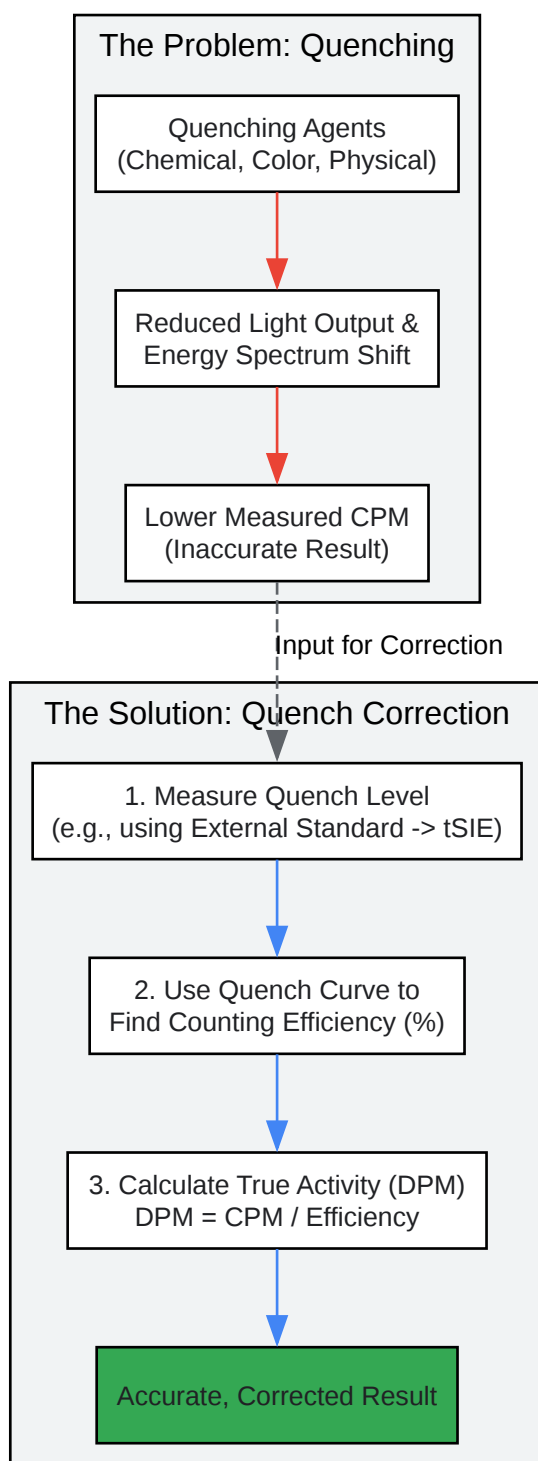 The Problem: Quenching
Quenching Agents
(Chemical, Color, Physical)
Reduced Light Output &
Energy Spectrum Shift
Lower Measured CPM
(Inaccurate Result)
Input for Correction
The Solution: Quench Correction
1. Measure Quench Level
(e.g., using External Standard -> tSIE)
2. Use Quench Curve to
Find Counting Efficiency (%)
3. Calculate True Activity (DPM)
DPM = CPM / Efficiency
Accurate, Corrected Result